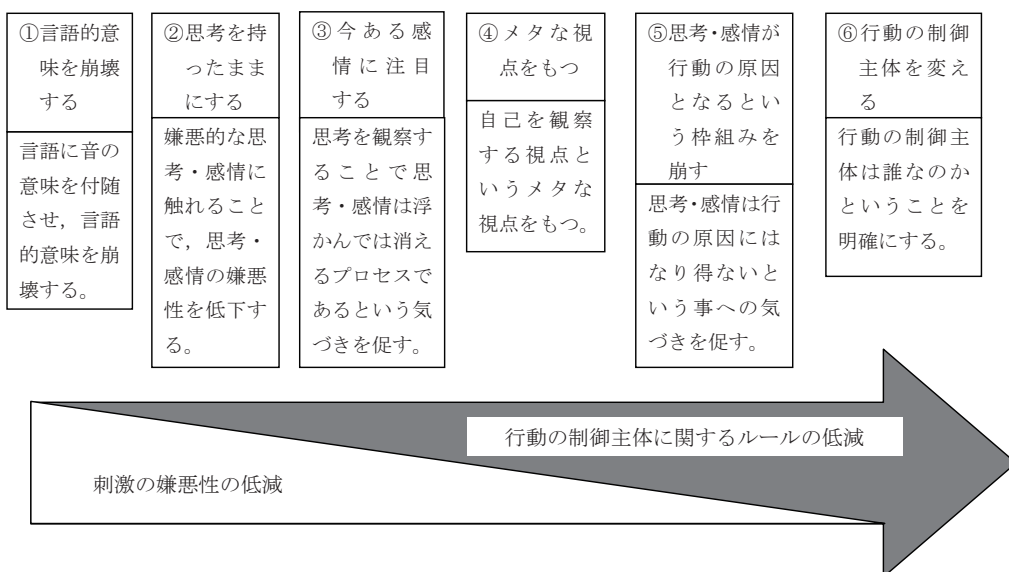 ①言語的意
味を崩壊
する
言語に音の
意味を付随
させ，言語
的意味を崩
壊する。
②思考を持
ったまま
にする
嫌悪的な思
考・感情に
触れること
で，思考・
感情の嫌悪
性を低下す
る。
③今ある感
情に注目
する
思考を観察す
ることで思
考・感情は浮
かんでは消え
るプロセスで
あるという気
づきを促す。
④メタな視
点をもつ
自己を観察
する視点と
いうメタな
視点をもつ。
⑤思考・感情が
行動の原因
となるとい
う枠組みを
崩す
思考・感情は行
動の原因には
なり得ないと
いう事への気
づきを促す。
⑥行動の制御
主体を変え
る
行動の制御主
体は誰なのか
ということを
明確にする。
行動の制御主体に関するルールの低減
刺激の嫌悪性の低減